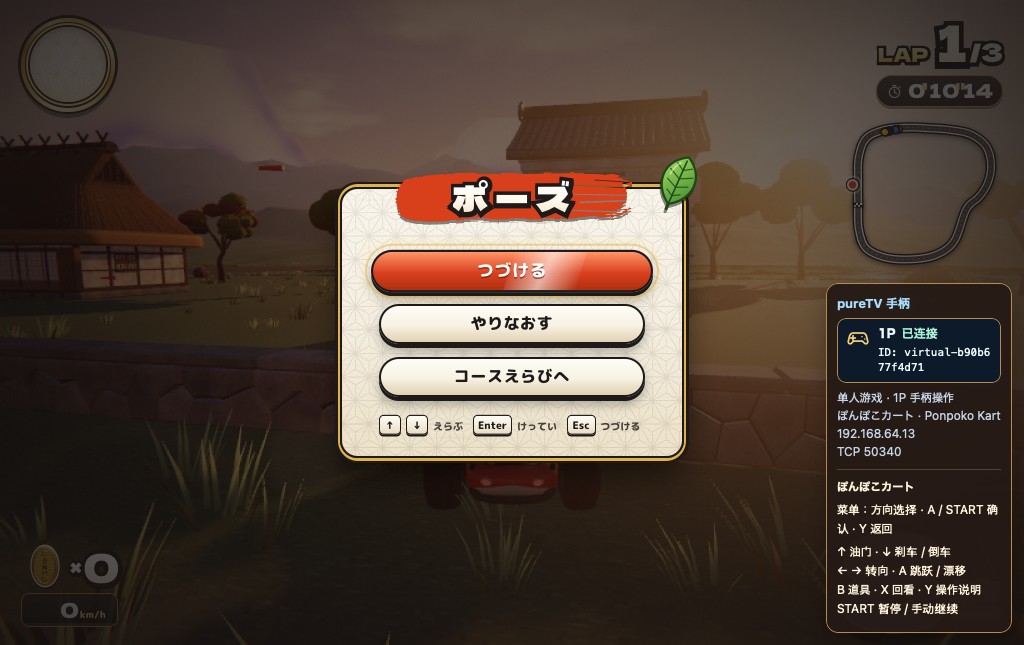 LAP 1/3
0'10"14
ポーズ
つづける
やりなおす
コースえらびへ
↑ ↓ えらぶ Enter けってい Esc つづける
×0
0 km/h
pureTV 手柄
1P 已连接
ID: virtual-b90b6
77f4d71
单人游戏 · 1P 手柄操作
ぽんぽこカート · Ponpoko Kart
192.168.64.13
TCP 50340
ぽんぽこカート
菜单：方向选择 · A / START 确
认 · Y 返回
↑ 油门 · ↓ 刹车 / 倒车
← → 转向 · A 跳跃 / 漂移
B 道具 · X 回看 · Y 操作说明
START 暂停 / 手动继续